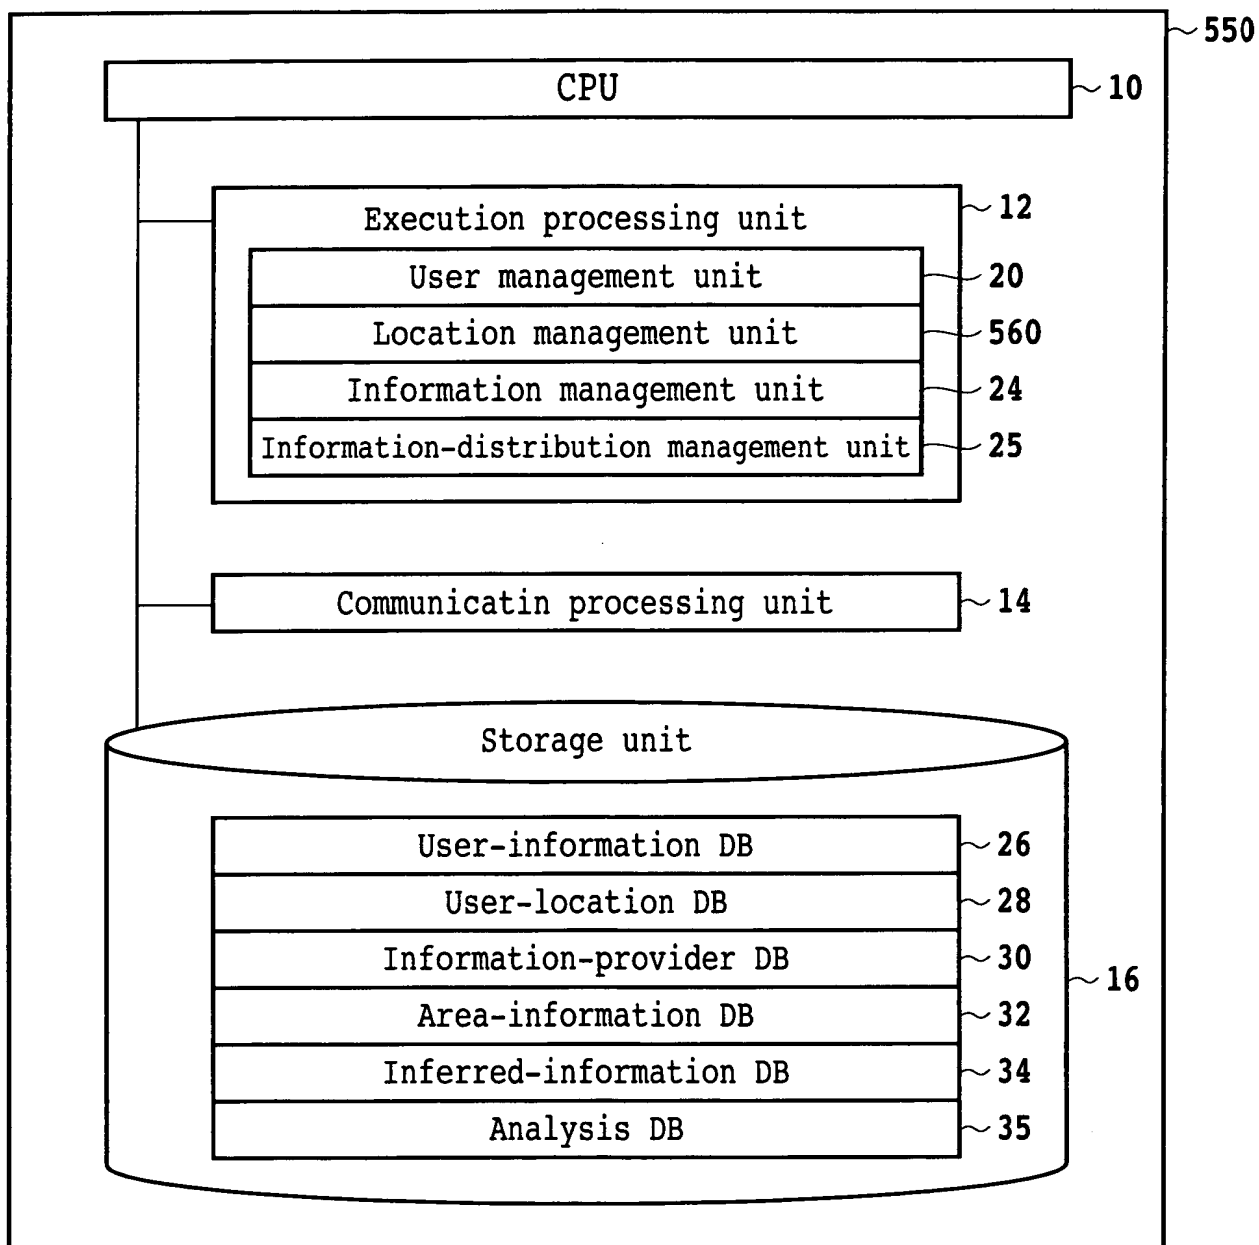 550
CPU 10
Execution processing unit 12
User management unit 20
Location management unit 560
Information management unit 24
Information-distribution management unit 25
Communicatin processing unit 14
Storage unit
User-information DB 26
User-location DB 28
Information-provider DB 30
16
Area-information DB 32
Inferred-information DB 34
Analysis DB 35